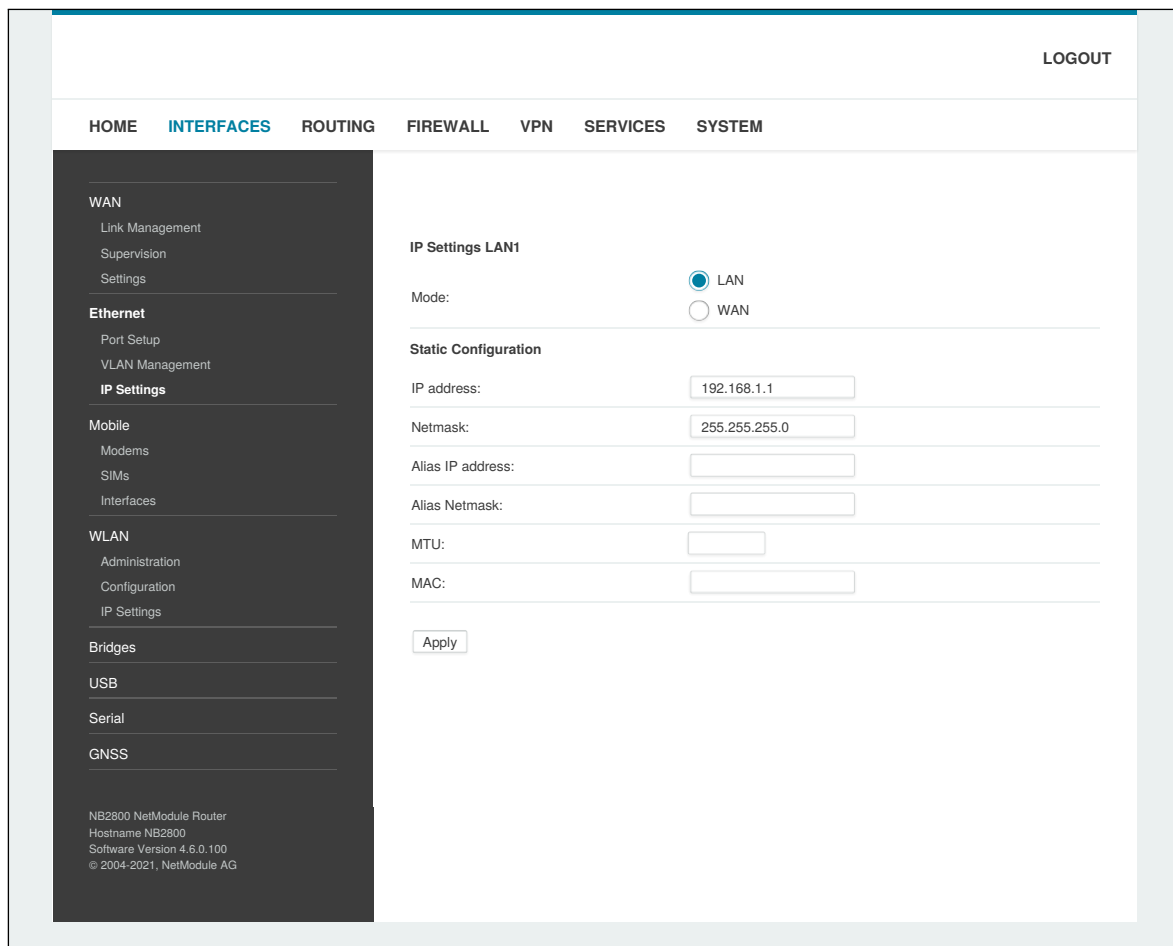 LOGOUT
HOME INTERFACES ROUTING FIREWALL VPN SERVICES SYSTEM
WAN
Link Management
Supervision
Settings
Ethernet
Port Setup
VLAN Management
IP Settings
Mobile
Modems
SIMs
Interfaces
WLAN
Administration
Configuration
IP Settings
Bridges
USB
Serial
GNSS
NB2800 NetModule Router
Hostname NB2800
Software Version 4.6.0.100
© 2004-2021, NetModule AG
IP Settings LAN1
Mode:
LAN
WAN
Static Configuration
IP address: 192.168.1.1
Netmask: 255.255.255.0
Alias IP address:
Alias Netmask:
MTU:
MAC:
Apply